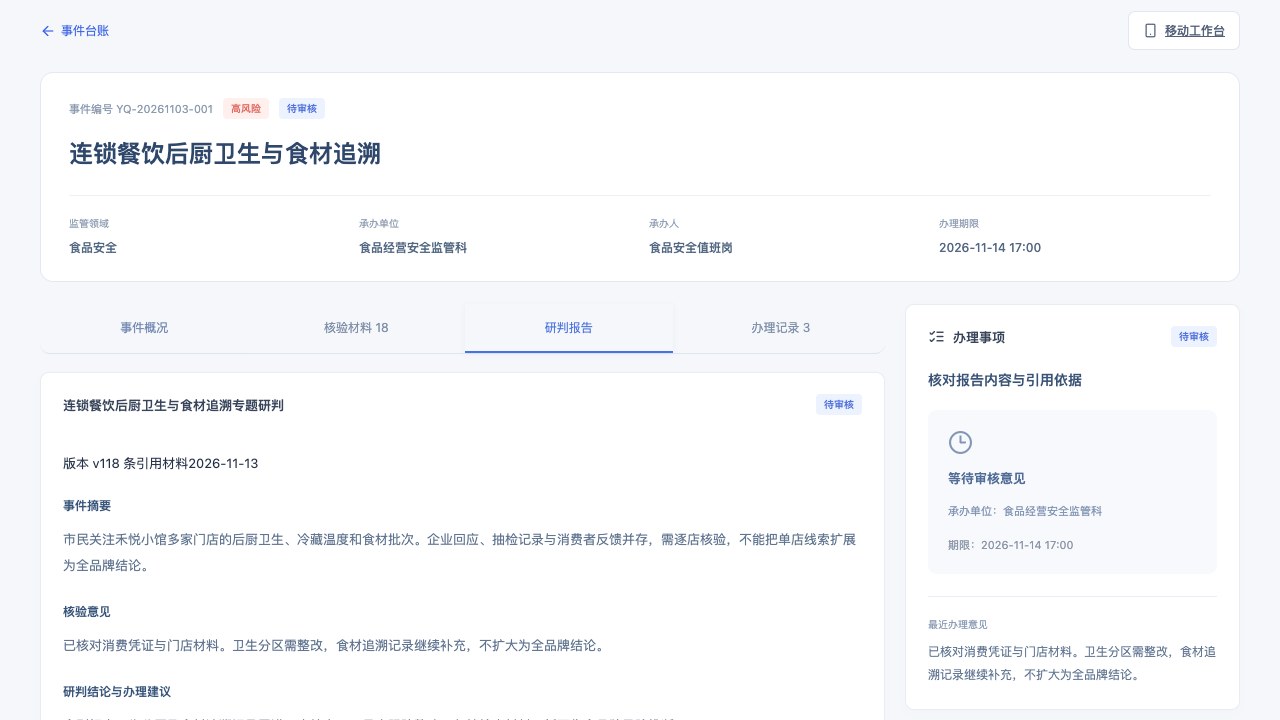 事件台账
移动工作台
事件编号 YQ-20261103-001 高风险 待审核
连锁餐饮后厨卫生与食材追溯
监管领域 承办单位 承办人 办理期限
食品安全 食品经营安全监管科 食品安全值班岗 2026-11-14 17:00
事件概况 核验材料 18 研判报告 办理记录 3
连锁餐饮后厨卫生与食材追溯专题研判 待审核
版本 v118 条引用材料2026-11-13
事件摘要
市民关注禾悦小馆多家门店的后厨卫生、冷藏温度和食材批次。企业回应、抽检记录与消费者反馈并存，需逐店核验，不能把单店线索扩展
为全品牌结论。
核验意见
已核对消费凭证与门店材料。卫生分区需整改，食材追溯记录继续补充，不扩大为全品牌结论。
研判结论与办理建议
办理事项 待审核
核对报告内容与引用依据
等待审核意见
承办单位：食品经营安全监管科
期限：2026-11-14 17:00
最近办理意见
已核对消费凭证与门店材料。卫生分区需整改，食材追
溯记录继续补充，不扩大为全品牌结论。